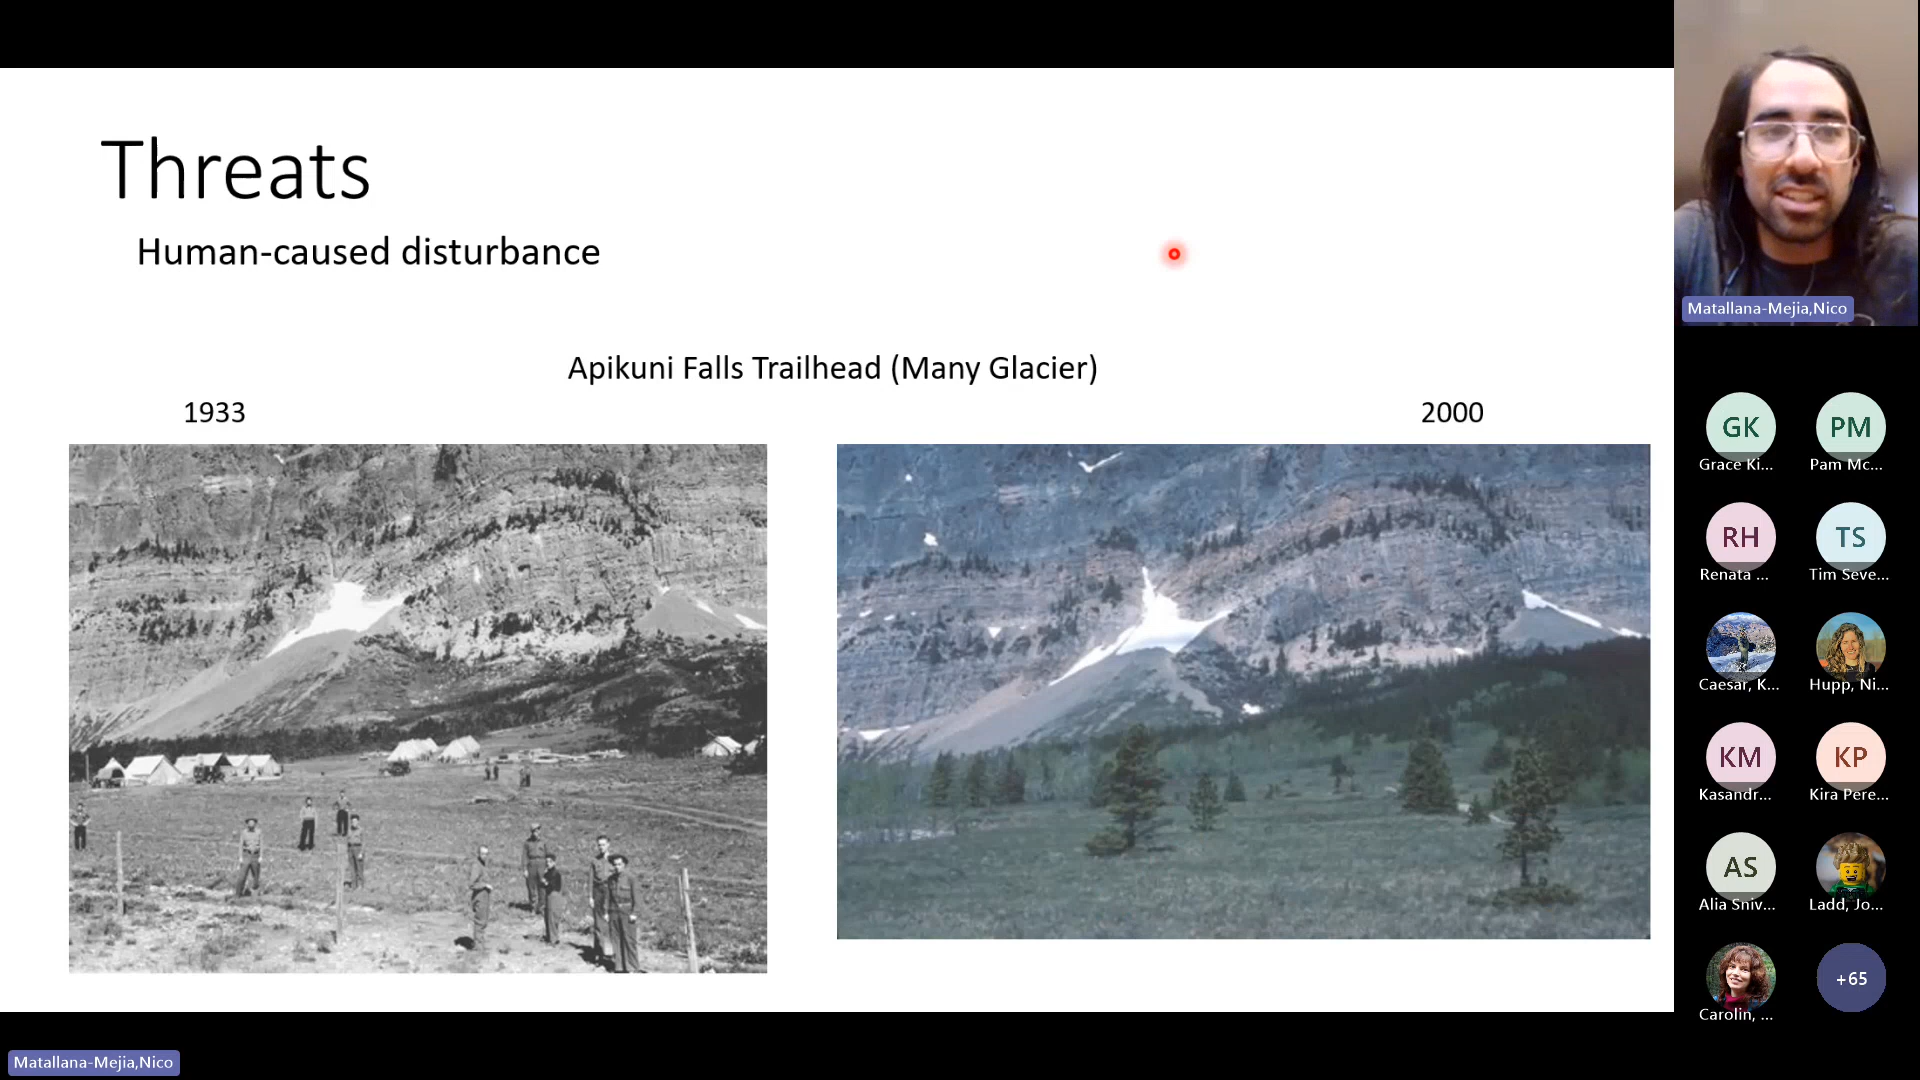 Threats
Human-caused disturbance
Apikuni Falls Trailhead (Many Glacier)
1933
2000
Matallana-Mejia,Nico
GK
PM
Grace Ki...
Pam Mc...
RH
TS
Renata ...
Tim Seve...
Caesar, K...
Hupp, Ni...
KM
KP
Kasandr...
Kira Pere...
AS
Alia Sniv...
Ladd, Jo...
+65
Carolin, ...
Matallana-Mejia,Nico